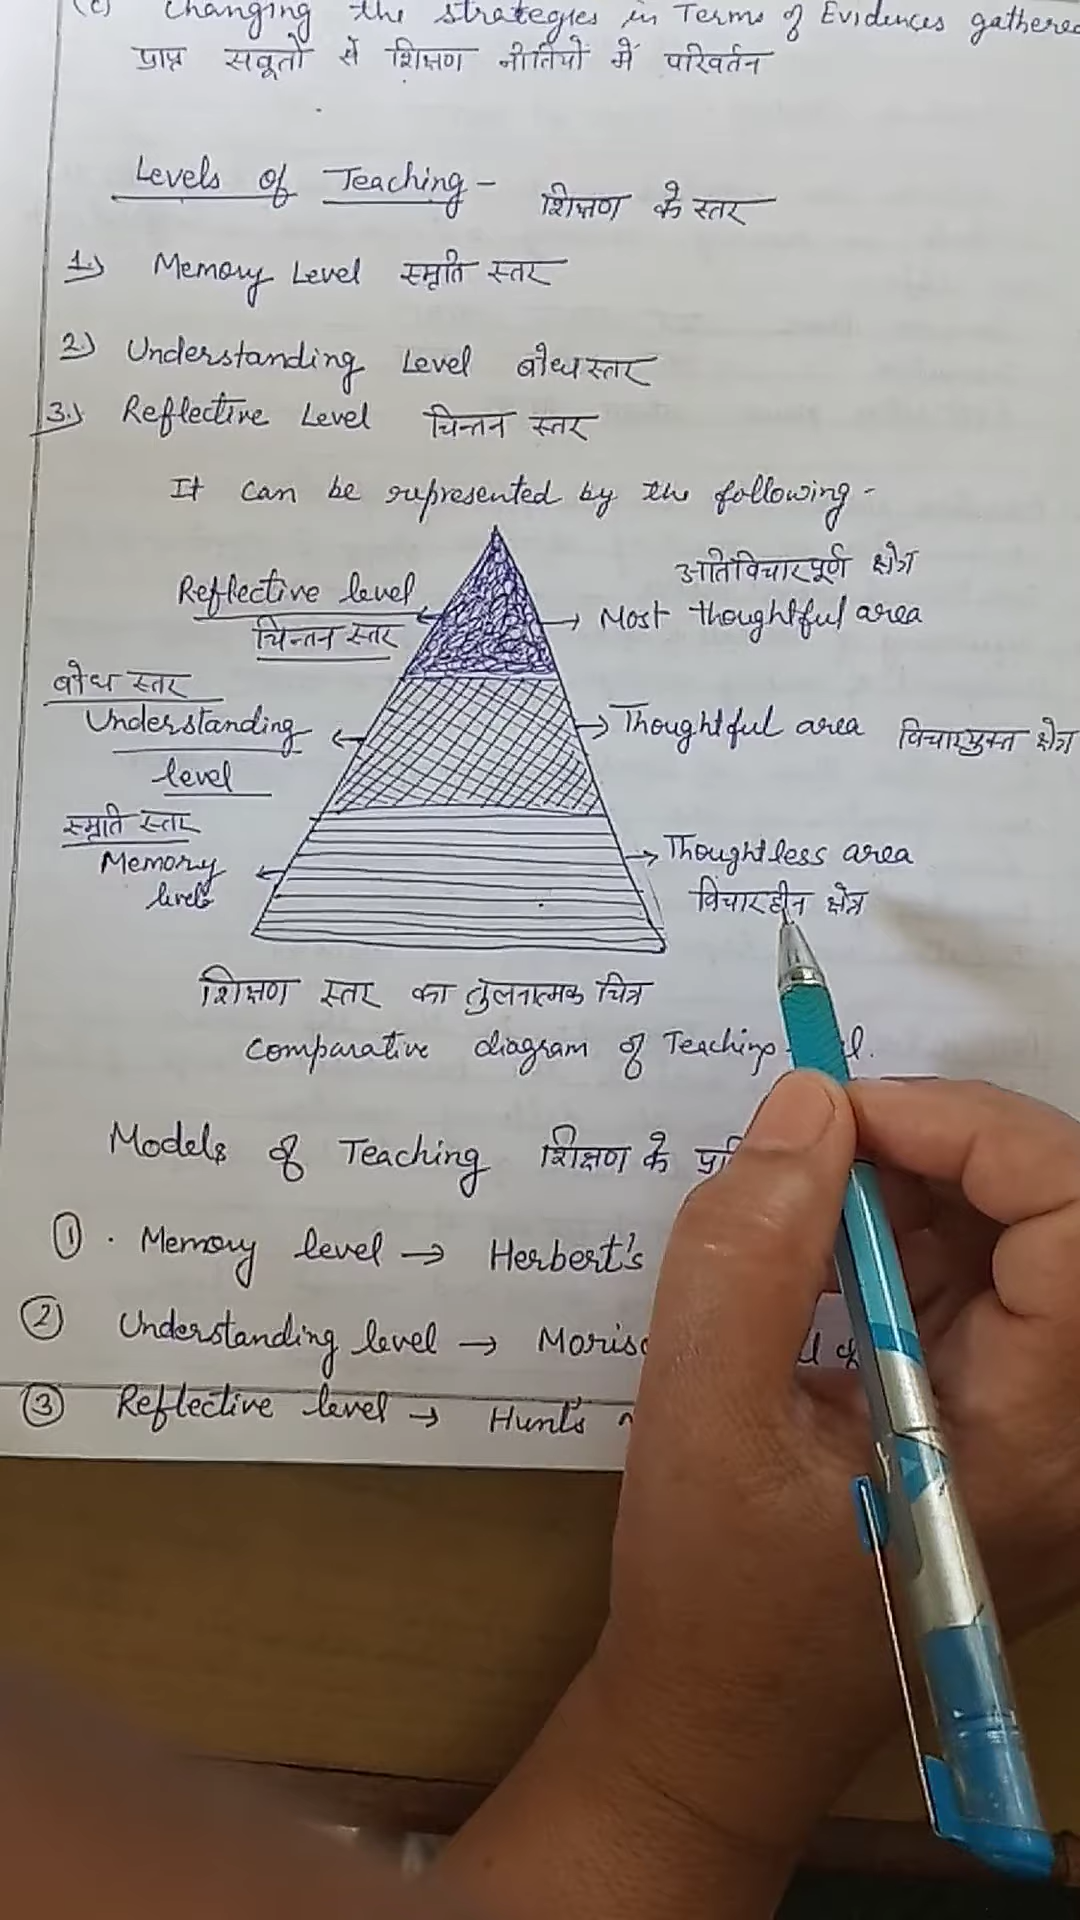 (c) Changing the strategies in Terms of Evidences gathered
प्राप्त सबूतों से शिक्षण नीतियों में परिवर्तन
Levels of Teaching - शिक्षण के स्तर
1.) Memory Level स्मृति स्तर
2.) Understanding Level बोध स्तर
3.) Reflective Level चिन्तन स्तर
It can be represented by the following -
अतिविचारपूर्ण क्षेत्र
Reflective level
→ Most thoughtful area
चिन्तन स्तर
बोध स्तर
Understanding level
→ Thoughtful area विचारयुक्त क्षेत्र
स्मृति स्तर
Memory level
→ Thoughtless area
विचारहीन क्षेत्र
शिक्षण स्तर का तुलनात्मक चित्र
Comparative diagram of Teaching
Models of Teaching शिक्षण के
① . Memory level → Herbert's
② Understanding level → Moriso
③ Reflective level → Hunt's